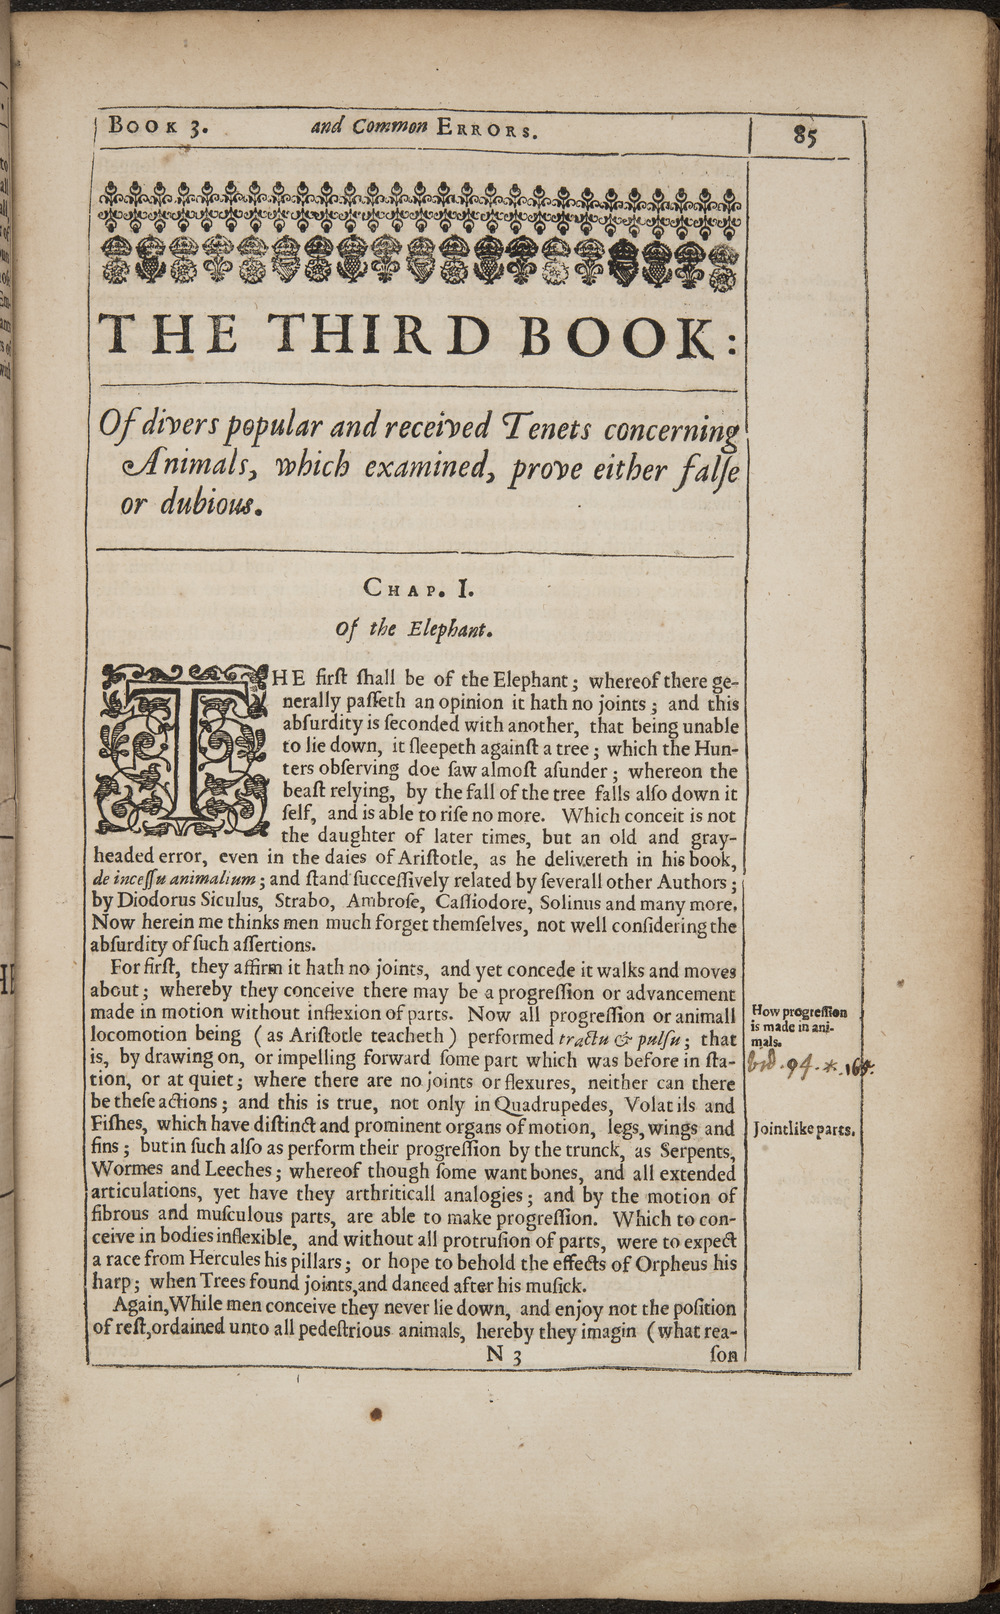 BOOK 3. and Common ERRORS. 85
THE THIRD BOOK:
Of divers popular and received Tenets concerning
Animals, which examined, prove either falſe
or dubious.
CHAP. I.
Of the Elephant.
THE firſt ſhall be of the Elephant; whereof there ge-
nerally paſſeth an opinion it hath no joints; and this
abſurdity is ſeconded with another, that being unable
to lie down, it ſleepeth againſt a tree; which the Hun-
ters obſerving doe ſaw almoſt aſunder; whereon the
beaſt relying, by the fall of the tree falls alſo down it
ſelf, and is able to riſe no more. Which conceit is not
the daughter of later times, but an old and gray-
headed error, even in the daies of Ariſtotle, as he delivereth in his book,
de inceſſu animalium; and ſtand ſucceſſively related by ſeverall other Authors;
by Diodorus Siculus, Strabo, Ambroſe, Caſſiodore, Solinus and many more.
Now herein me thinks men much forget themſelves, not well conſidering the
abſurdity of ſuch aſſertions.
For firſt, they affirm it hath no joints, and yet concede it walks and moves
about; whereby they conceive there may be a progreſſion or advancement
made in motion without inflexion of parts. Now all progreſſion or animall
locomotion being (as Ariſtotle teacheth) performed tractu & pulſu; that
is, by drawing on, or impelling forward ſome part which was before in ſta-
tion, or at quiet; where there are no joints or flexures, neither can there
be theſe actions; and this is true, not only in Quadrupedes, Volatils and
Fiſhes, which have diſtinct and prominent organs of motion, legs, wings and
fins; but in ſuch alſo as perform their progreſſion by the trunck, as Serpents,
Wormes and Leeches; whereof though ſome want bones, and all extended
articulations, yet have they arthriticall analogies; and by the motion of
fibrous and muſculous parts, are able to make progreſſion. Which to con-
ceive in bodies inflexible, and without all protruſion of parts, were to expect
a race from Hercules his pillars; or hope to behold the effects of Orpheus his
harp; when Trees found joints, and danced after his muſick.
Again, While men conceive they never lie down, and enjoy not the poſition
of reſt, ordained unto all pedeſtrious animals, hereby they imagin (what rea-
N 3 ſon
How progreſſion
is made in ani-
mals.
94. *. 165.
Jointlike parts.